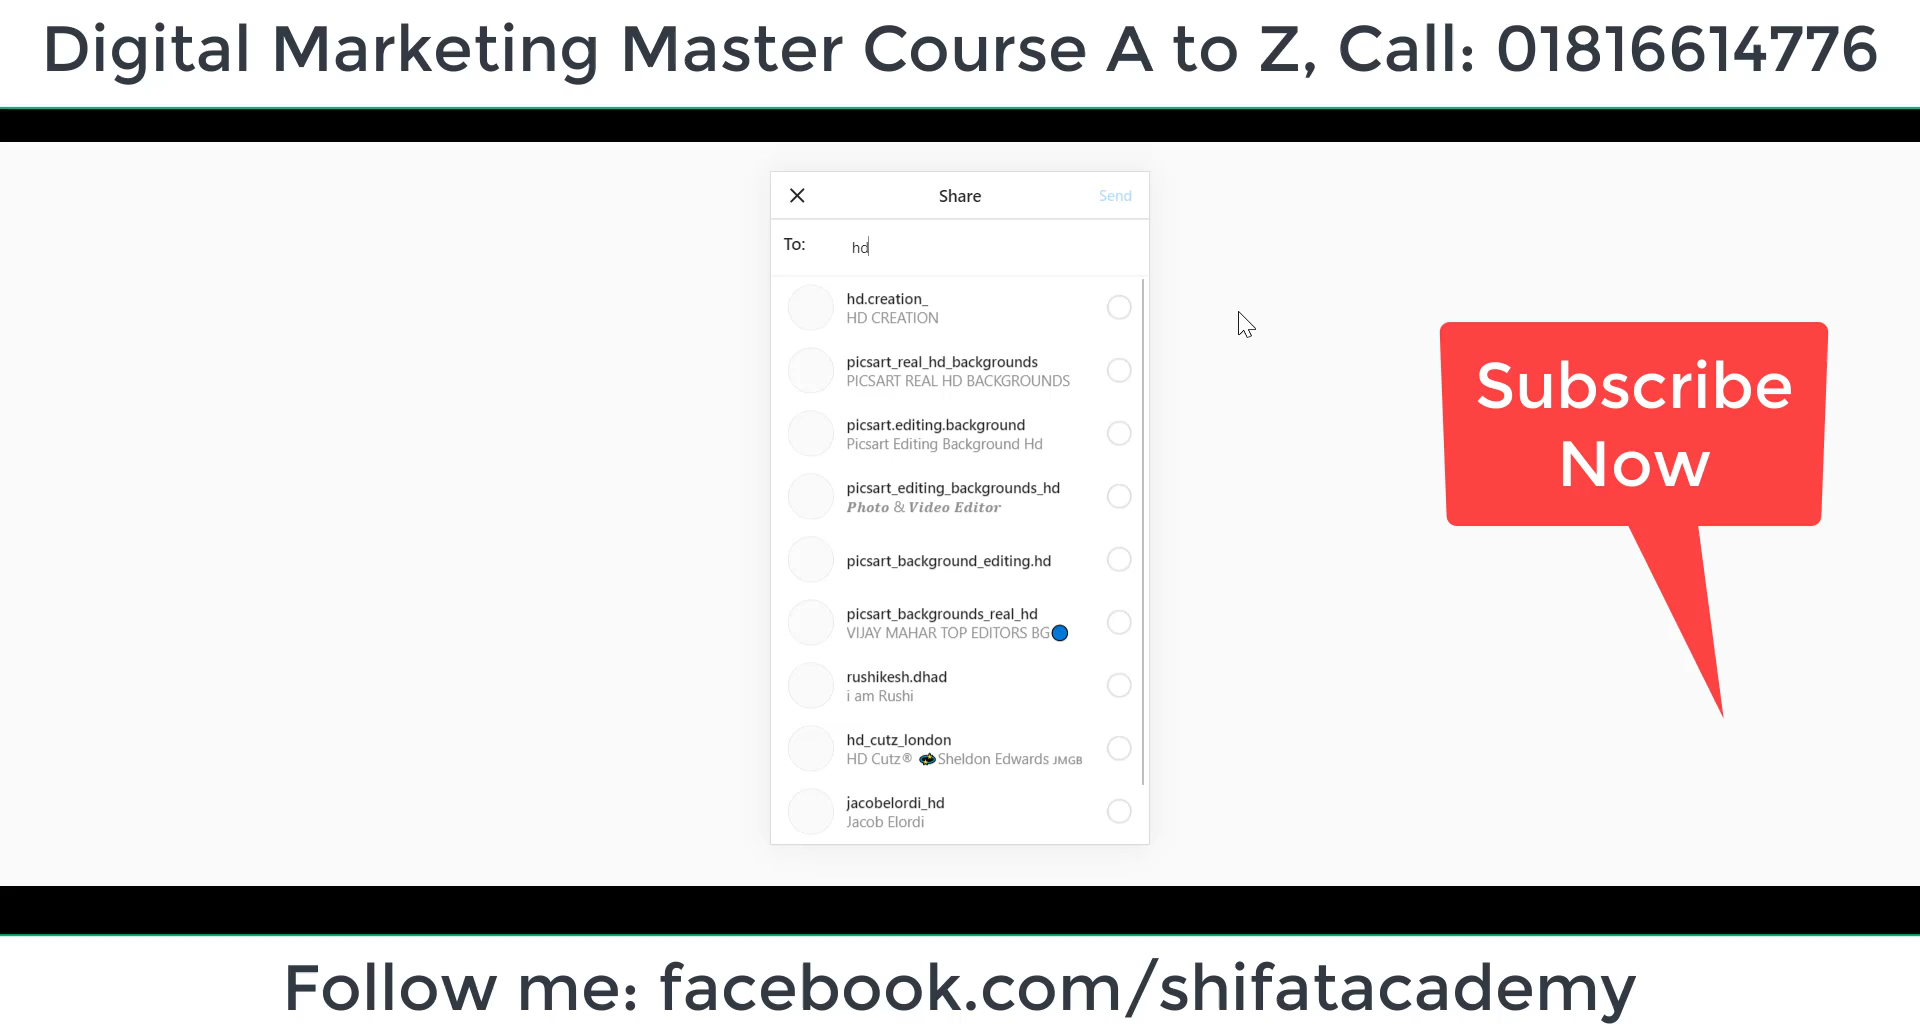 Digital Marketing Master Course A to Z, Call: 01816614776
Share
Send
To:
hd
hd.creation_
HD CREATION
picsart_real_hd_backgrounds
PICSART REAL HD BACKGROUNDS
picsart.editing.background
Picsart Editing Background Hd
picsart_editing_backgrounds_hd
𝑷𝒉𝒐𝒕𝒐 & 𝑽𝒊𝒅𝒆𝒐 𝑬𝒅𝒊𝒕𝒐𝒓
picsart_background_editing.hd
picsart_backgrounds_real_hd
VIJAY MAHAR TOP EDITORS BG🔵
rushikesh.dhad
i am Rushi
hd_cutz_london
HD Cutz® Sheldon Edwards ᴊᴍɢʙ
jacobelordi_hd
Jacob Elordi
Subscribe
Now
Follow me: facebook.com/shifatacademy